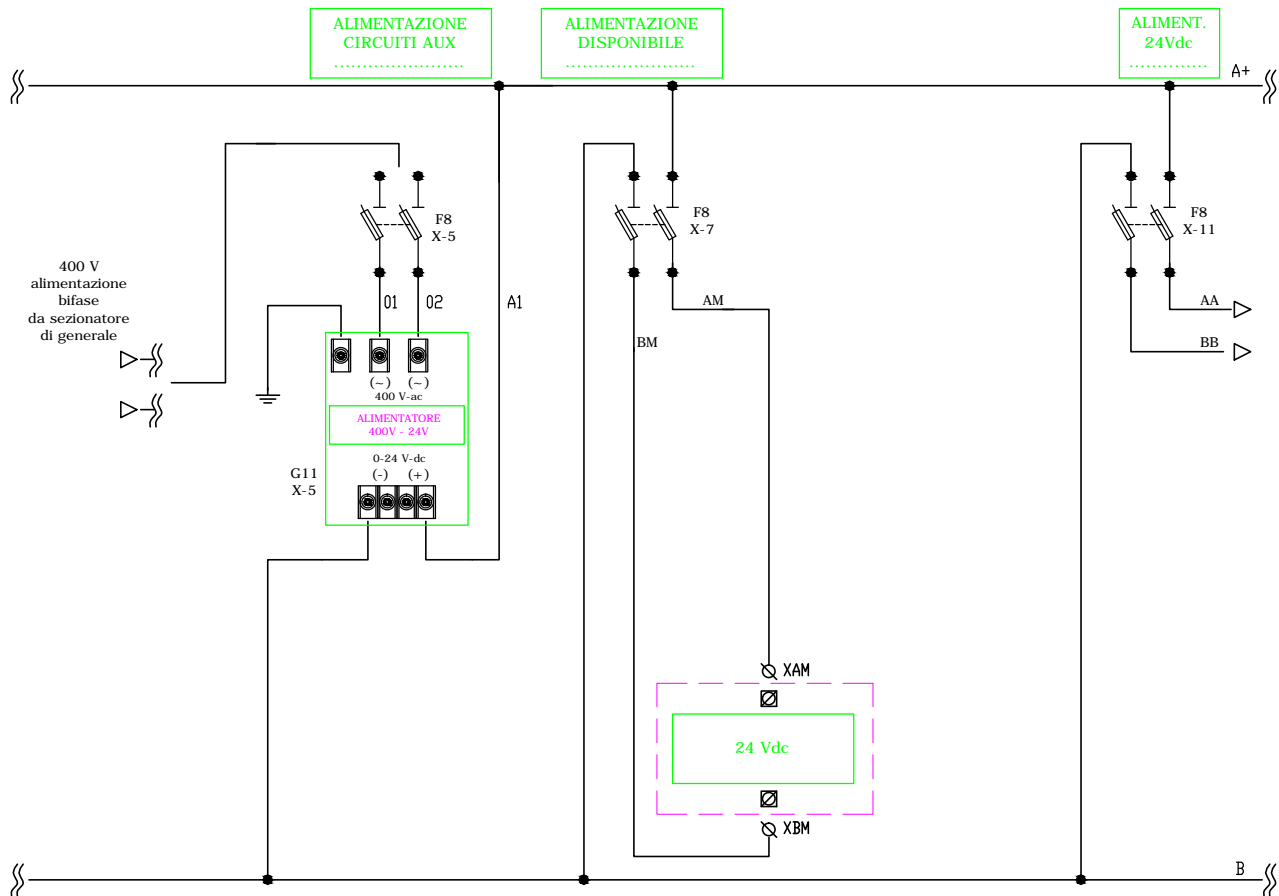 ALIMENTAZIONE
CIRCUITI AUX
......................
ALIMENTAZIONE
DISPONIBILE
......................
ALIMENT.
24Vdc
..............
A+
F8
X-5
F8
X-7
F8
X-11
400 V
alimentazione
bifase
da sezionatore
di generale
01
02
A1
AM
BM
AA
BB
(~) (~)
400 V-ac
ALIMENTATORE
400V - 24V
0-24 V-dc
(-) (+)
G11
X-5
XAM
24 Vdc
XBM
B